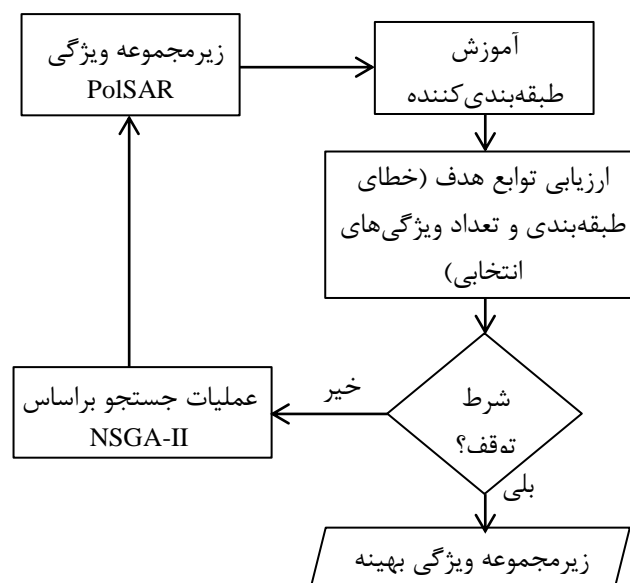 زیرمجموعه ویژگی
PolSAR
آموزش
طبقه‌بندی‌کننده
ارزیابی توابع هدف (خطای
طبقه‌بندی و تعداد ویژگی‌های
انتخابی)
شرط
توقف؟
خیر
عملیات جستجو براساس
NSGA-II
بلی
زیرمجموعه ویژگی بهینه